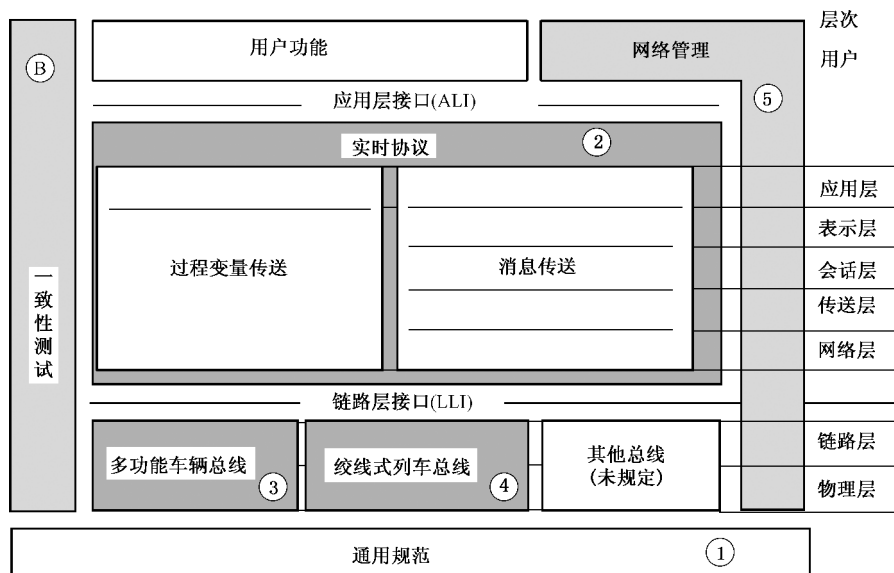 层次
用户功能
网络管理
用户
B
5
应用层接口(ALI)
实时协议
2
应用层
表示层
过程变量传送
消息传送
会话层
一致性测试
传送层
网络层
链路层接口(LLI)
链路层
多功能车辆总线
3
绞线式列车总线
4
其他总线
(未规定)
物理层
通用规范
1